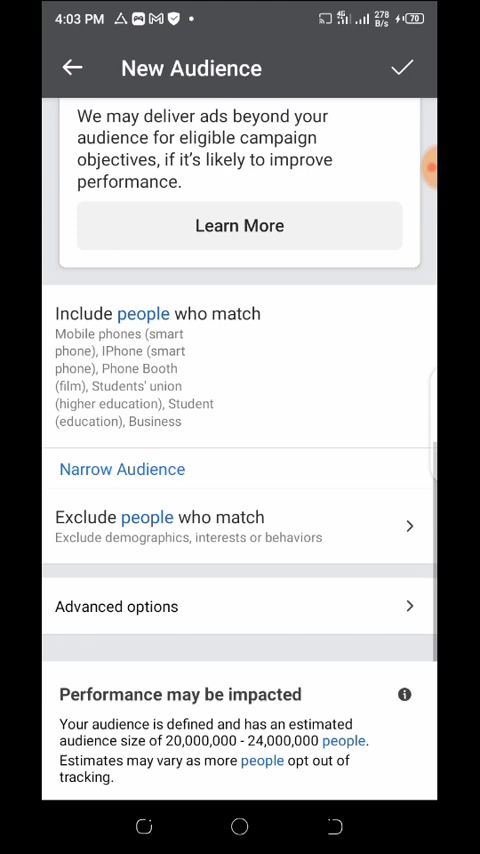 4:03 PM 4G 278 B/s 70
New Audience
We may deliver ads beyond your
audience for eligible campaign
objectives, if it's likely to improve
performance.
Learn More
Include people who match
Mobile phones (smart
phone), IPhone (smart
phone), Phone Booth
(film), Students' union
(higher education), Student
(education), Business
Narrow Audience
Exclude people who match
Exclude demographics, interests or behaviors
Advanced options
Performance may be impacted
Your audience is defined and has an estimated
audience size of 20,000,000 - 24,000,000 people.
Estimates may vary as more people opt out of
tracking.